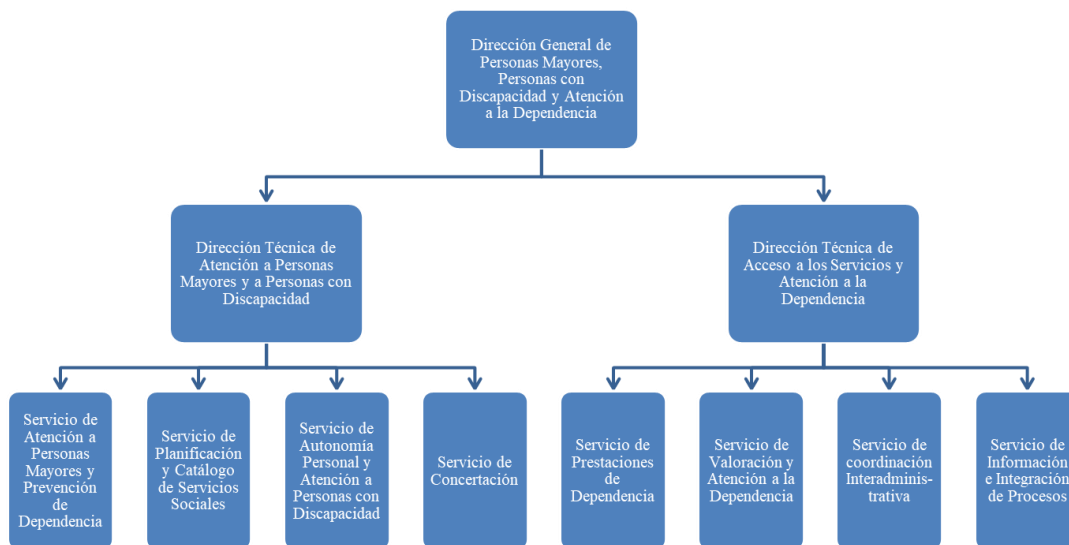 Dirección General de
Personas Mayores,
Personas con
Discapacidad y Atención
a la Dependencia
Dirección Técnica de
Atención a Personas
Mayores y a Personas con
Discapacidad
Dirección Técnica de
Acceso a los Servicios y
Atención a la
Dependencia
Servicio de
Atención a
Personas
Mayores y
Prevención
de
Dependencia
Servicio de
Planificación
y Catálogo
de Servicios
Sociales
Servicio de
Autonomía
Personal y
Atención a
Personas con
Discapacidad
Servicio de
Concertación
Servicio de
Prestaciones
de
Dependencia
Servicio de
Valoración y
Atención a la
Dependencia
Servicio de
coordinación
Interadminis-
trativa
Servicio de
Información
e Integración
de Procesos